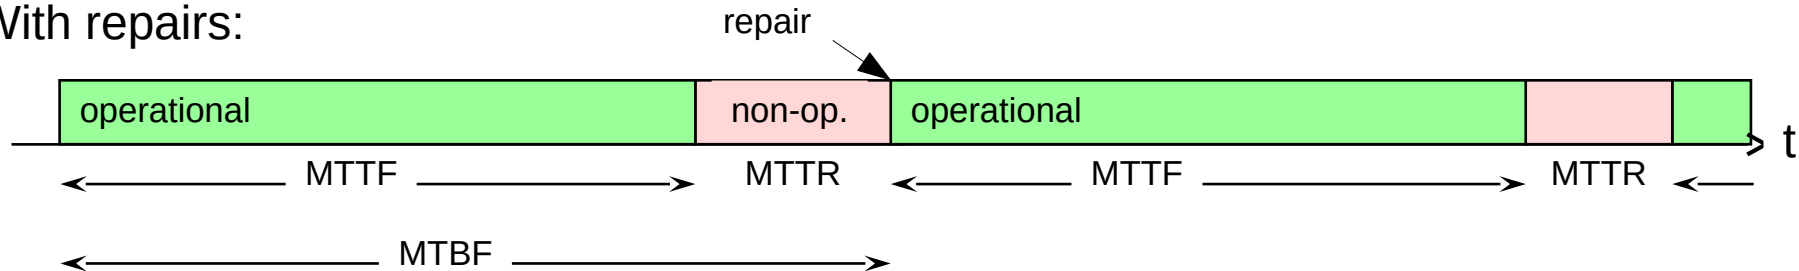 With repairs:
repair
operational non-op. operational
t
MTTF MTTR MTTF MTTR
MTBF